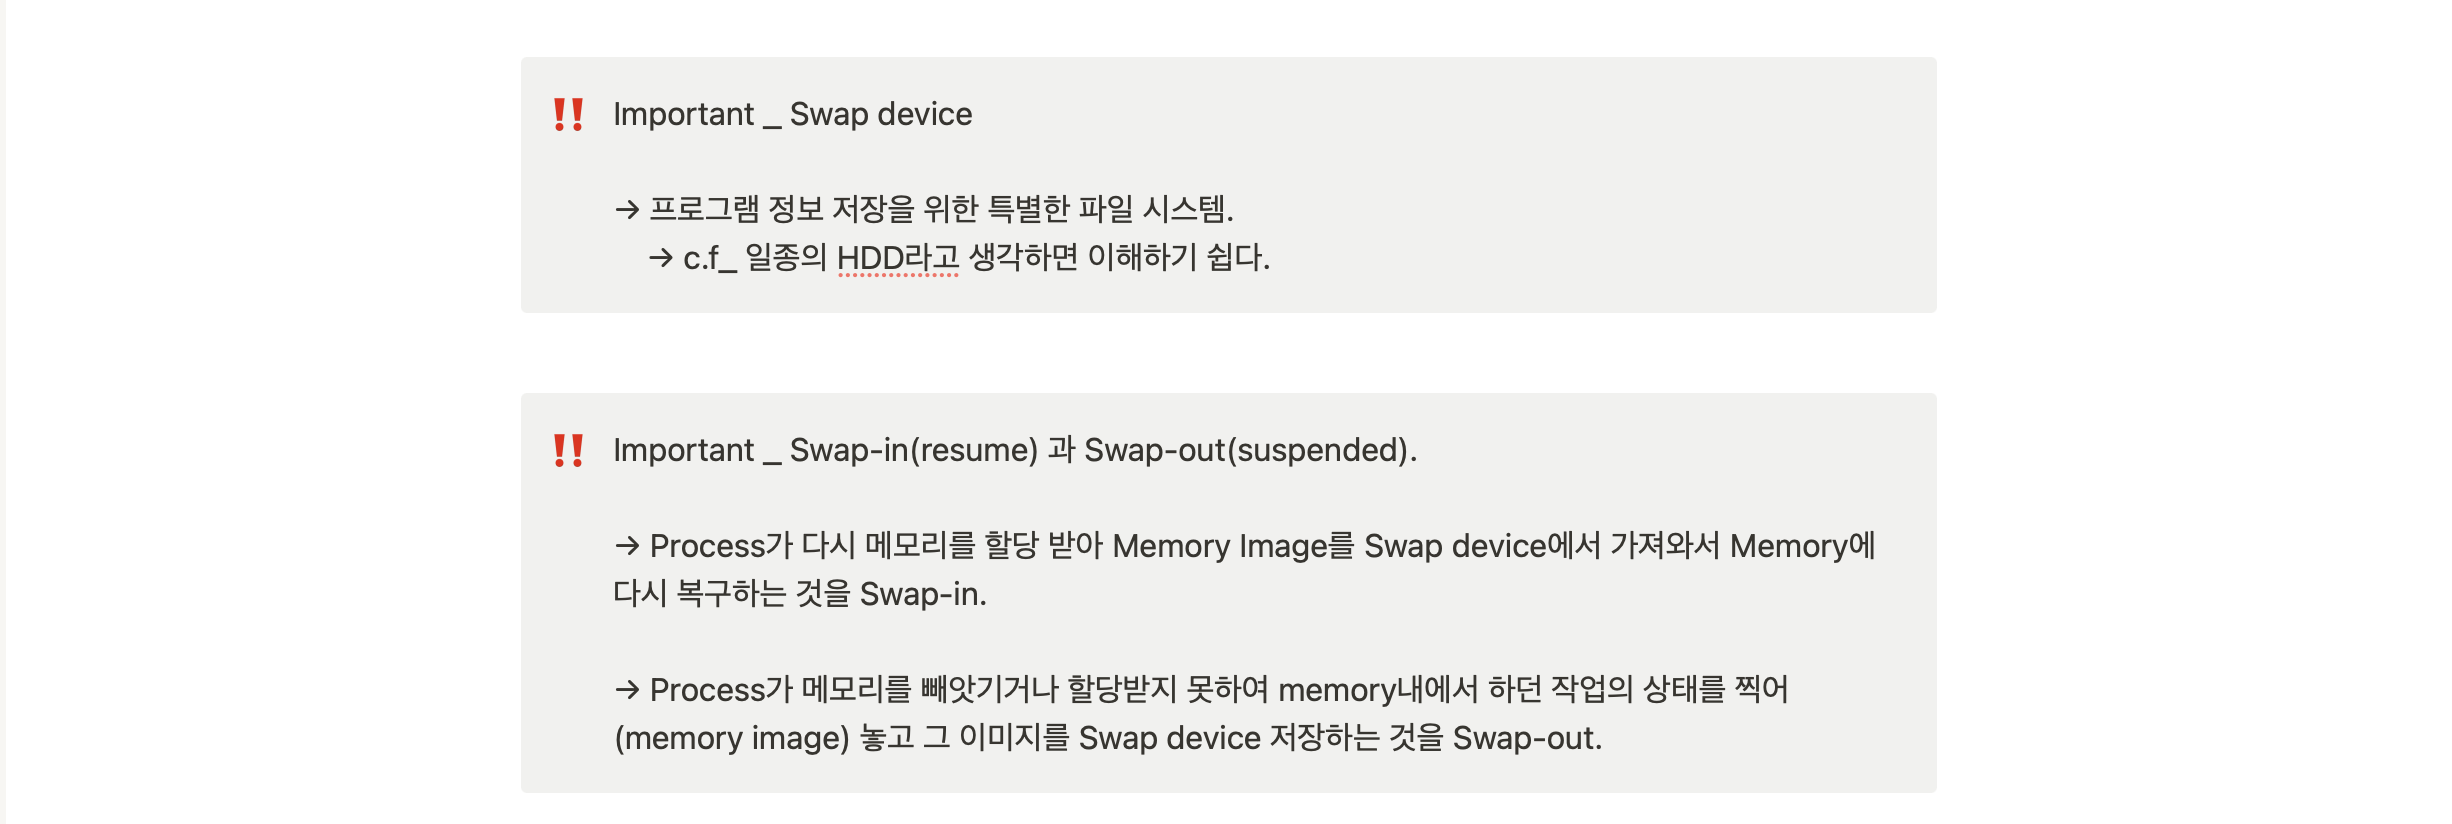 ‼️ Important _ Swap device
→ 프로그램 정보 저장을 위한 특별한 파일 시스템.
→ c.f_ 일종의 HDD라고 생각하면 이해하기 쉽다.
‼️ Important _ Swap-in(resume) 과 Swap-out(suspended).
→ Process가 다시 메모리를 할당 받아 Memory Image를 Swap device에서 가져와서 Memory에
다시 복구하는 것을 Swap-in.
→ Process가 메모리를 빼앗기거나 할당받지 못하여 memory내에서 하던 작업의 상태를 찍어
(memory image) 놓고 그 이미지를 Swap device 저장하는 것을 Swap-out.